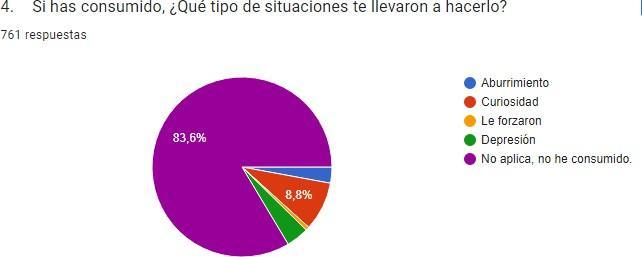 4. Si has consumido, ¿Qué tipo de situaciones te llevaron a hacerlo?
761 respuestas
83,6%
8,8%
Aburrimiento
Curiosidad
Le forzaron
Depresión
No aplica, no he consumido.